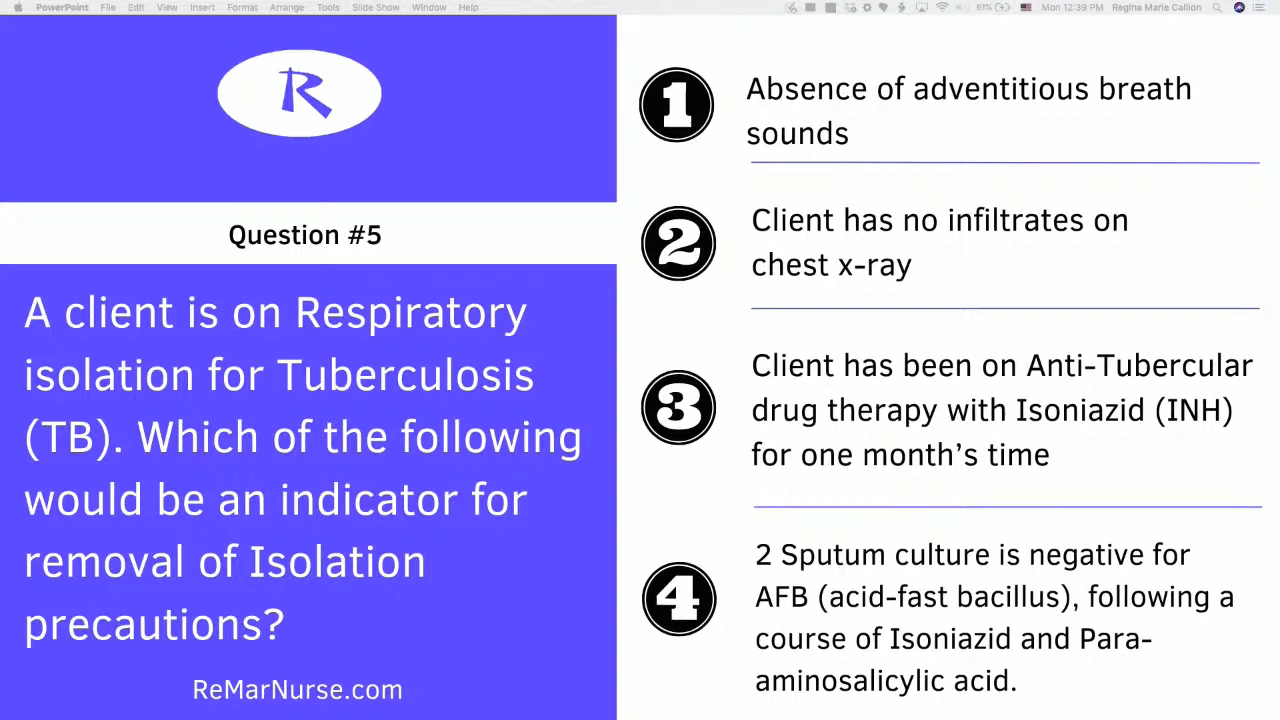 PowerPoint File Edit View Insert Format Arrange Tools Slide Show Window Help 61% Mon 12:39 PM Regina Marie Callion
R
Question #5
A client is on Respiratory
isolation for Tuberculosis
(TB). Which of the following
would be an indicator for
removal of Isolation
precautions?
ReMarNurse.com
1
Absence of adventitious breath
sounds
2
Client has no infiltrates on
chest x-ray
3
Client has been on Anti-Tubercular
drug therapy with Isoniazid (INH)
for one month’s time
4
2 Sputum culture is negative for
AFB (acid-fast bacillus), following a
course of Isoniazid and Para-
aminosalicylic acid.